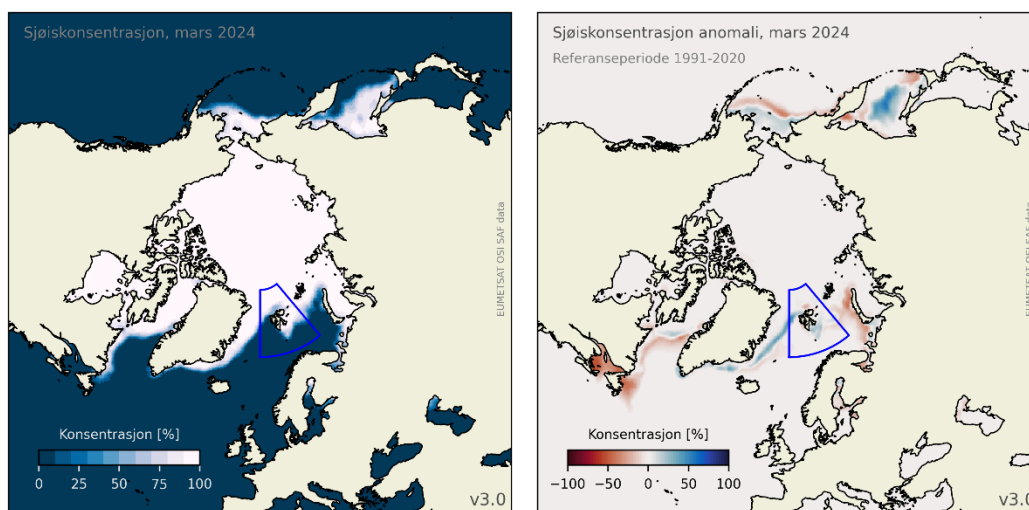 Sjøiskonsentrasjon, mars 2024
EUMETSAT OSI SAF data
Konsentrasjon [%]
0 25 50 75 100
v3.0
Sjøiskonsentrasjon anomali, mars 2024
Referanseperiode 1991-2020
EUMETSAT OSI SAF data
Konsentrasjon [%]
−100 −50 0 50 100
v3.0